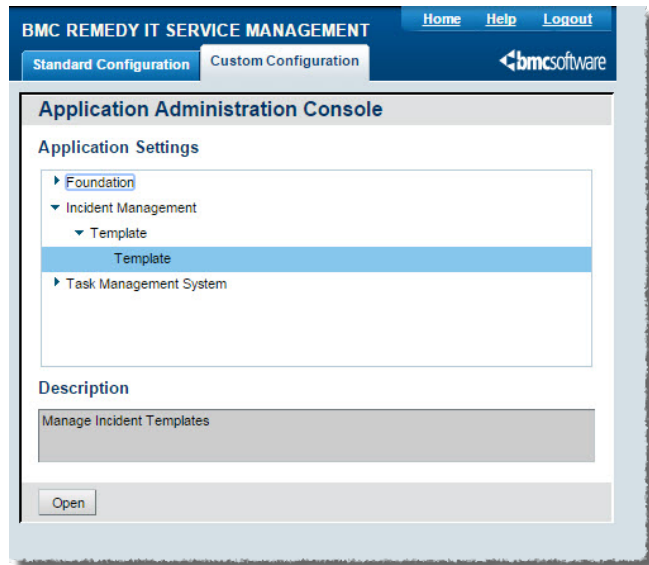 BMC REMEDY IT SERVICE MANAGEMENT
Home Help Logout
Standard Configuration Custom Configuration
bmcsoftware
Application Administration Console
Application Settings
Foundation
Incident Management
Template
Template
Task Management System
Description
Manage Incident Templates
Open